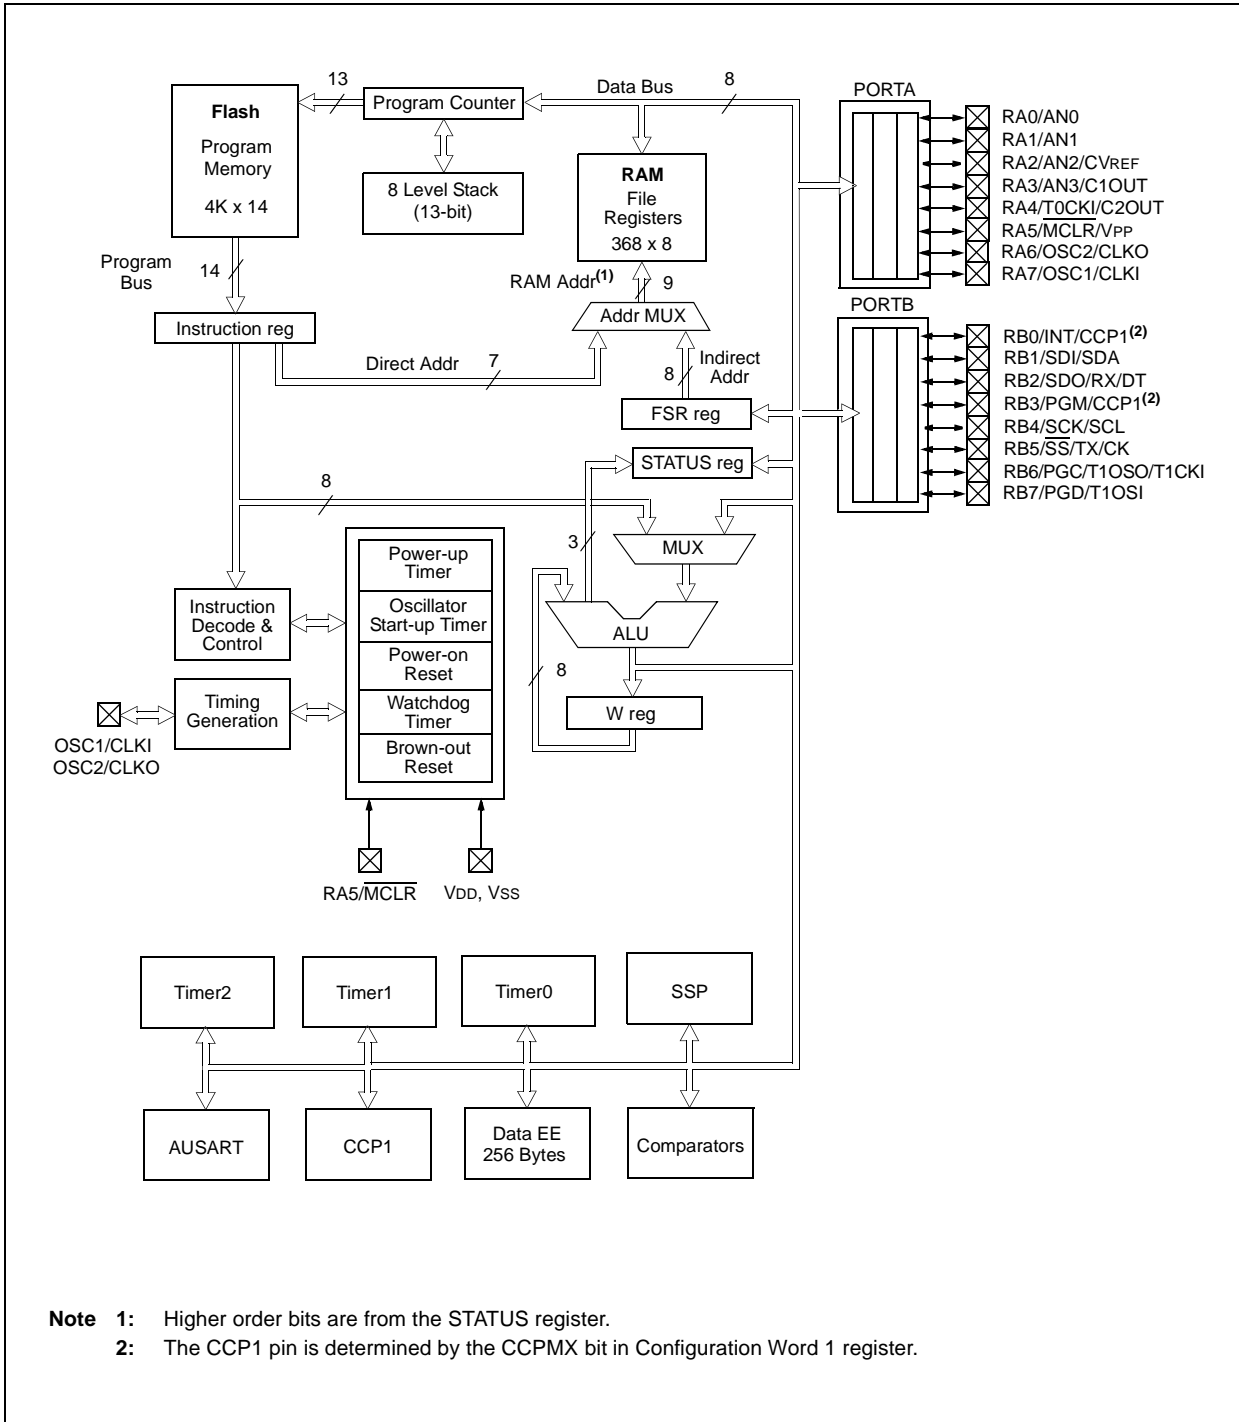 13
Flash
Program
Memory
4K x 14
Program Counter
8 Level Stack
(13-bit)
Data Bus
8
RAM
File
Registers
368 x 8
RAM Addr(1)
9
Addr MUX
Program
Bus
14
Instruction reg
Direct Addr
7
8
Indirect
Addr
FSR reg
STATUS reg
8
3
MUX
ALU
8
W reg
Power-up
Timer
Oscillator
Start-up Timer
Power-on
Reset
Watchdog
Timer
Brown-out
Reset
Instruction
Decode &
Control
Timing
Generation
OSC1/CLKI
OSC2/CLKO
RA5/MCLR
VDD, VSS
PORTA
RA0/AN0
RA1/AN1
RA2/AN2/CVREF
RA3/AN3/C1OUT
RA4/T0CKI/C2OUT
RA5/MCLR/VPP
RA6/OSC2/CLKO
RA7/OSC1/CLKI
PORTB
RB0/INT/CCP1(2)
RB1/SDI/SDA
RB2/SDO/RX/DT
RB3/PGM/CCP1(2)
RB4/SCK/SCL
RB5/SS/TX/CK
RB6/PGC/T1OSO/T1CKI
RB7/PGD/T1OSI
Timer2
Timer1
Timer0
SSP
AUSART
CCP1
Data EE
256 Bytes
Comparators
Note 1: Higher order bits are from the STATUS register.
2: The CCP1 pin is determined by the CCPMX bit in Configuration Word 1 register.